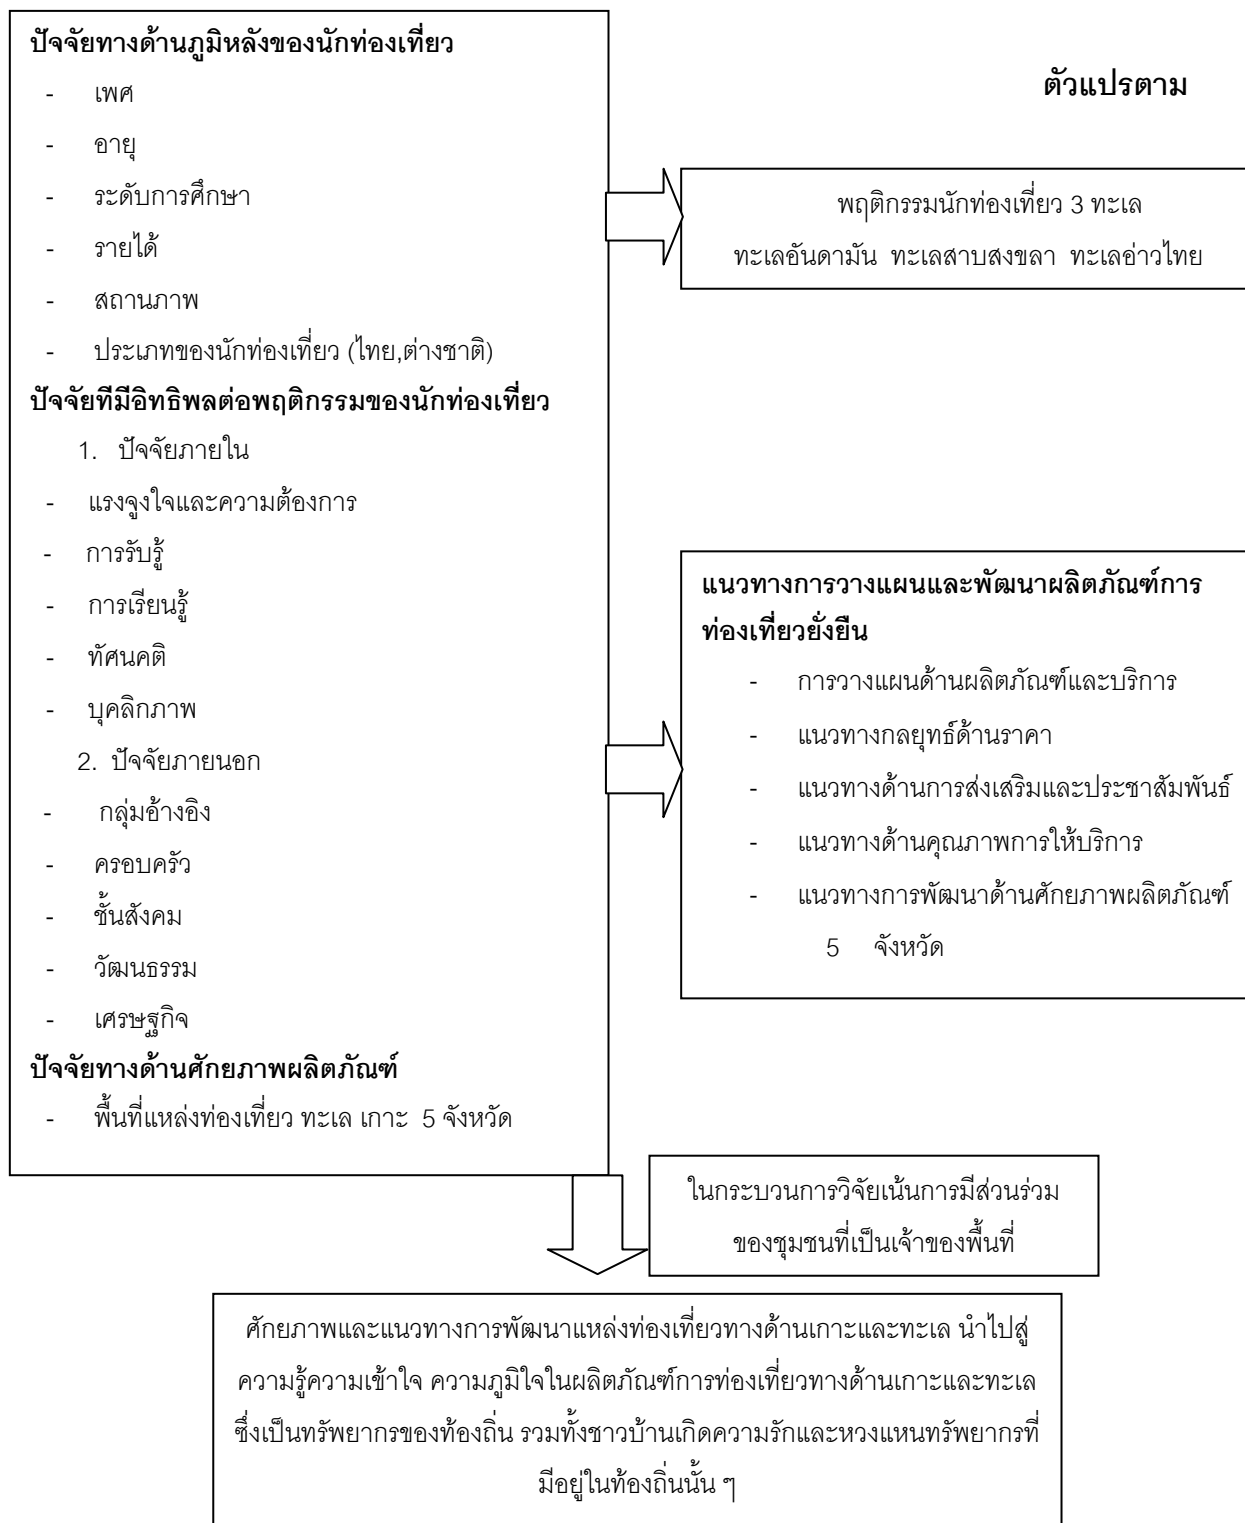 ปัจจัยทางด้านภูมิหลังของนักท่องเที่ยว
- เพศ
- อายุ
- ระดับการศึกษา
- รายได้
- สถานภาพ
- ประเภทของนักท่องเที่ยว (ไทย,ต่างชาติ)
ปัจจัยทีมีอิทธิพลต่อพฤติกรรมของนักท่องเที่ยว
1. ปัจจัยภายใน
- แรงจูงใจและความต้องการ
- การรับรู้
- การเรียนรู้
- ทัศนคติ
- บุคลิกภาพ
2. ปัจจัยภายนอก
- กลุ่มอ้างอิง
- ครอบครัว
- ชั้นสังคม
- วัฒนธรรม
- เศรษฐกิจ
ปัจจัยทางด้านศักยภาพผลิตภัณฑ์
- พื้นที่แหล่งท่องเที่ยว ทะเล เกาะ 5 จังหวัด
ตัวแปรตาม
พฤติกรรมนักท่องเที่ยว 3 ทะเล
ทะเลอันดามัน ทะเลสาบสงขลา ทะเลอ่าวไทย
แนวทางการวางแผนและพัฒนาผลิตภัณฑ์การ
ท่องเที่ยวยั่งยืน
- การวางแผนด้านผลิตภัณฑ์และบริการ
- แนวทางกลยุทธ์ด้านราคา
- แนวทางด้านการส่งเสริมและประชาสัมพันธ์
- แนวทางด้านคุณภาพการให้บริการ
- แนวทางการพัฒนาด้านศักยภาพผลิตภัณฑ์
5 จังหวัด
ในกระบวนการวิจัยเน้นการมีส่วนร่วม
ของชุมชนที่เป็นเจ้าของพื้นที่
ศักยภาพและแนวทางการพัฒนาแหล่งท่องเที่ยวทางด้านเกาะและทะเล นำไปสู่
ความรู้ความเข้าใจ ความภูมิใจในผลิตภัณฑ์การท่องเที่ยวทางด้านเกาะและทะเล
ซึ่งเป็นทรัพยากรของท้องถิ่น รวมทั้งชาวบ้านเกิดความรักและหวงแหนทรัพยากรที่
มีอยู่ในท้องถิ่นนั้น ๆ